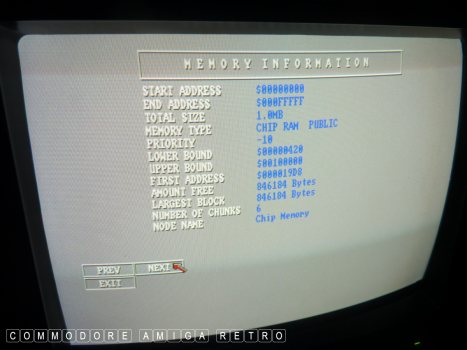 MEMORY INFORMATION
START ADDRESS $00000000
END ADDRESS $000FFFFF
TOTAL SIZE 1.0MB
MEMORY TYPE CHIP RAM PUBLIC
PRIORITY -10
LOWER BOUND $00000420
UPPER BOUND $00100000
FIRST ADDRESS $000019D8
AMOUNT FREE 846184 Bytes
LARGEST BLOCK 846184 Bytes
NUMBER OF CHUNKS 6
NODE NAME Chip Memory
PREV NEXT
EXIT
COMMODORE AMIGA RETRO